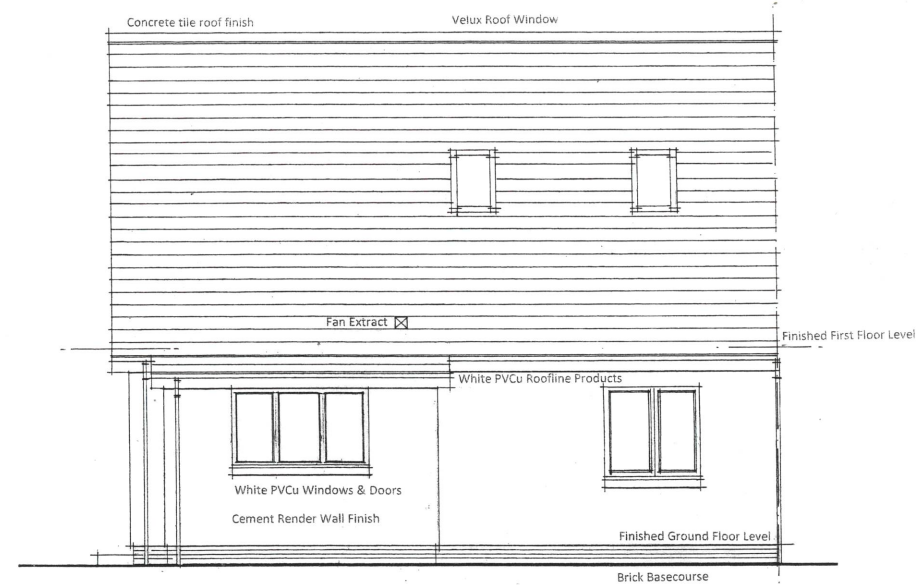 Concrete tile roof finish
Velux Roof Window
Fan Extract
Finished First Floor Level
White PVCu Roofline Products
White PVCu Windows & Doors
Cement Render Wall Finish
Finished Ground Floor Level
Brick Basecourse